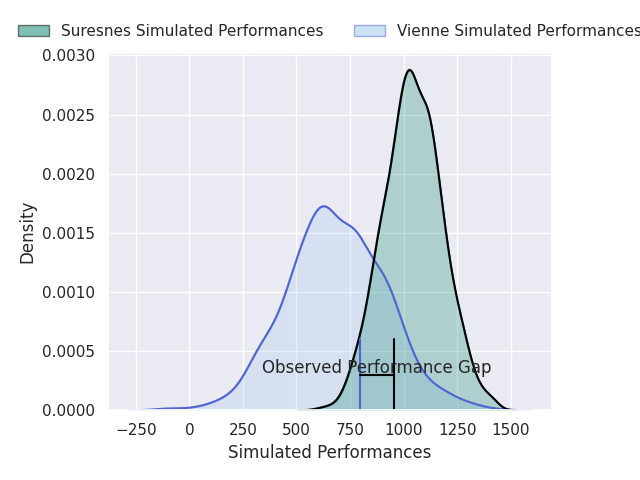 Suresnes Simulated Performances
Vienne Simulated Performances
0.0030
0.0025
0.0020
0.0015
0.0010
0.0005
0.0000
Density
Observed Performance Gap
−250 0 250 500 750 1000 1250 1500
Simulated Performances